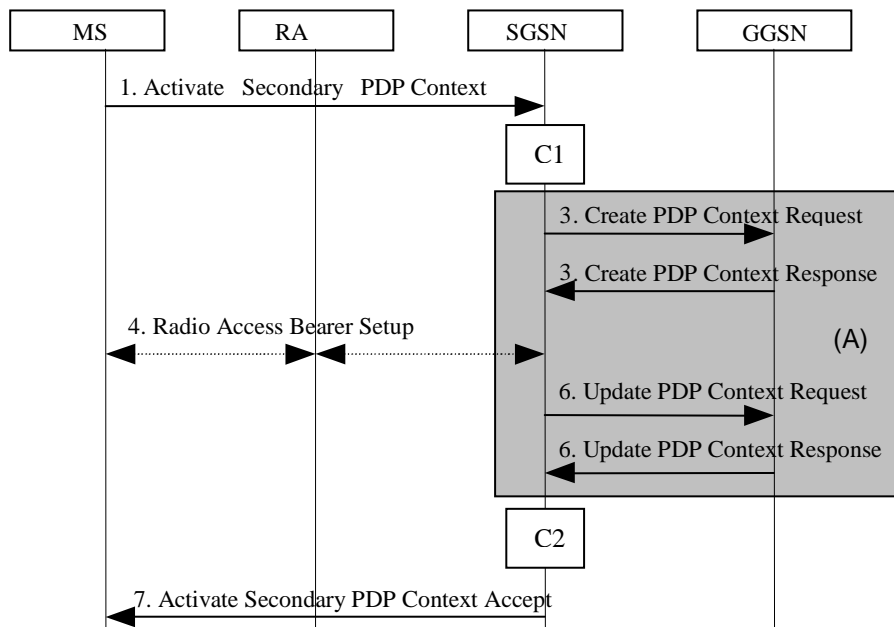 MS RA SGSN GGSN
1. Activate Secondary PDP Context
C1
3. Create PDP Context Request
3. Create PDP Context Response
4. Radio Access Bearer Setup
(A)
6. Update PDP Context Request
6. Update PDP Context Response
C2
7. Activate Secondary PDP Context Accept